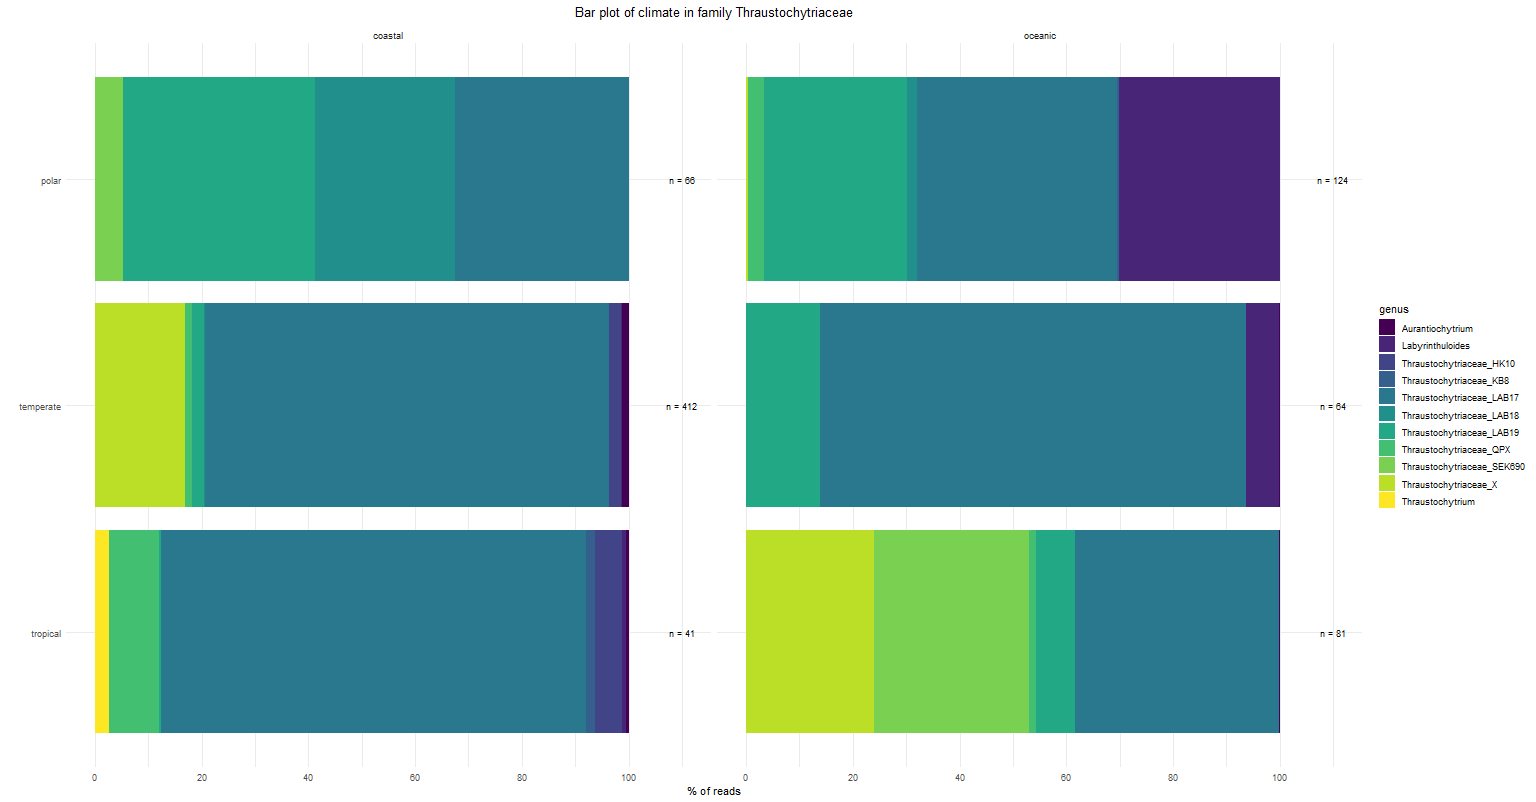 Bar plot of climate in family Thraustochytriaceae
coastal
oceanic
polar
n = 66
n = 124
temperate
n = 412
n = 64
tropical
n = 41
n = 81
0 20 40 60 80 100
0 20 40 60 80 100
% of reads
genus
Aurantiochytrium
Labyrinthuloides
Thraustochytriaceae_HK10
Thraustochytriaceae_KB8
Thraustochytriaceae_LAB17
Thraustochytriaceae_LAB18
Thraustochytriaceae_LAB19
Thraustochytriaceae_QPX
Thraustochytriaceae_SEK690
Thraustochytriaceae_X
Thraustochytrium